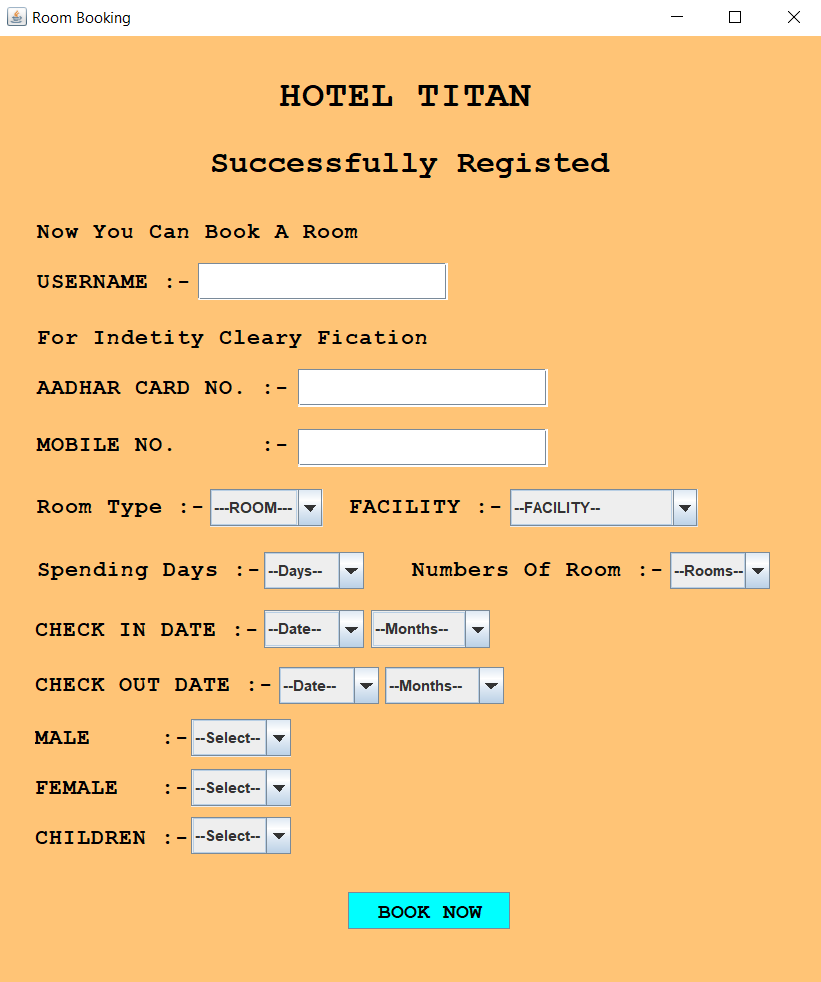 Room Booking
HOTEL TITAN
Successfully Registed
Now You Can Book A Room
USERNAME :-
For Indetity Cleary Fication
AADHAR CARD NO. :-
MOBILE NO. :-
Room Type :- ---ROOM--- FACILITY :- --FACILITY--
Spending Days :- --Days-- Numbers Of Room :- --Rooms--
CHECK IN DATE :- --Date-- --Months--
CHECK OUT DATE :- --Date-- --Months--
MALE :- --Select--
FEMALE :- --Select--
CHILDREN :- --Select--
BOOK NOW